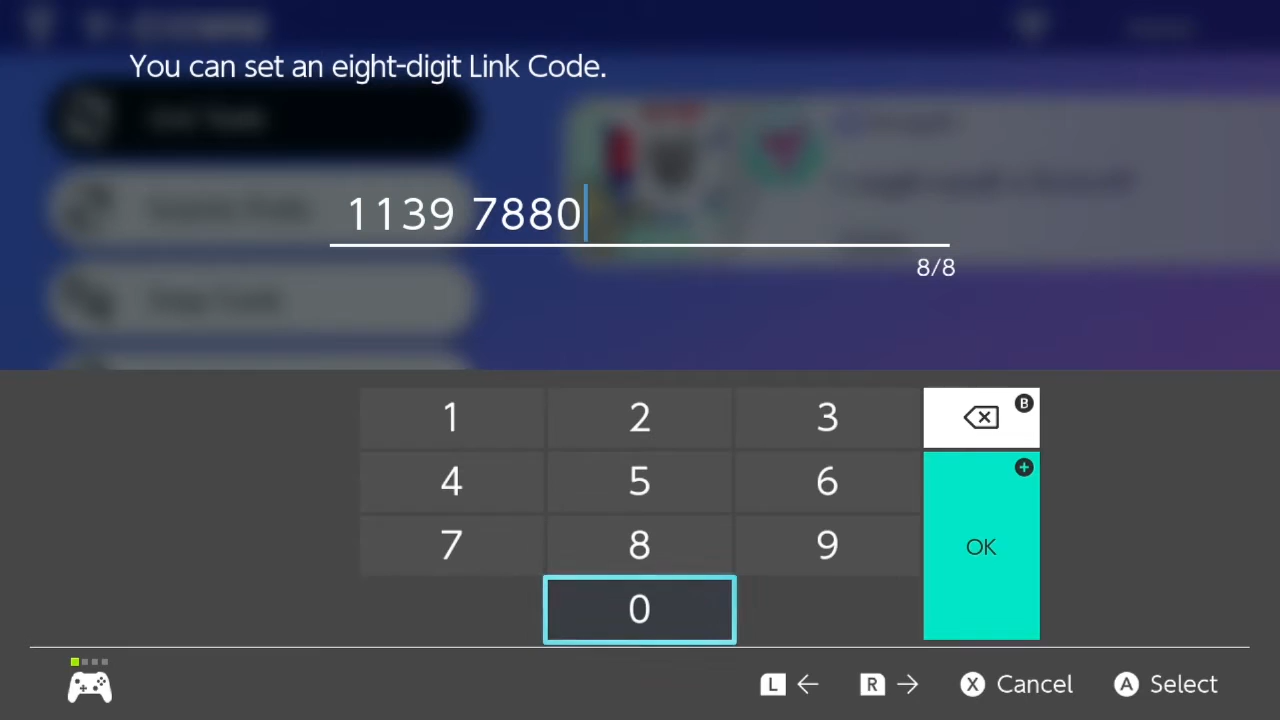 You can set an eight-digit Link Code.
1139 7880
8/8
1 2 3 B
4 5 6 +
7 8 9 OK
0
L ← R → X Cancel A Select